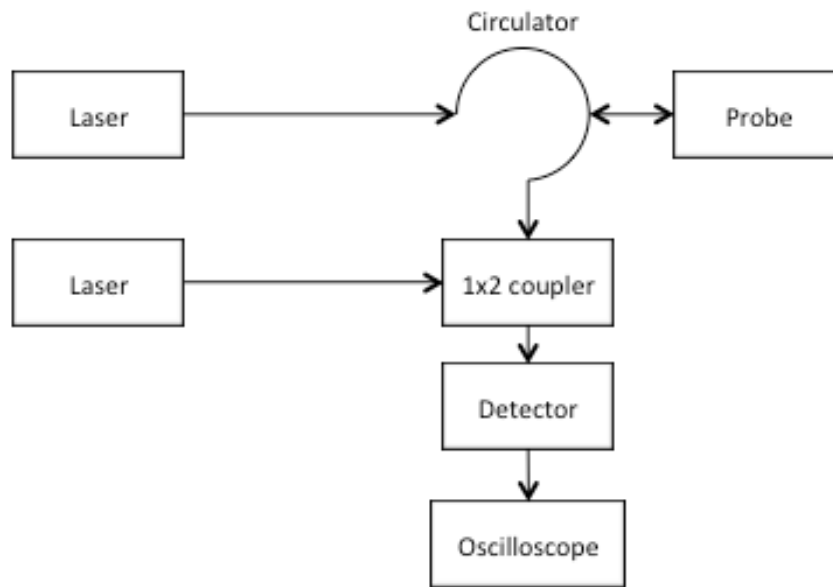 Circulator
Laser
Probe
Laser
1x2 coupler
Detector
Oscilloscope